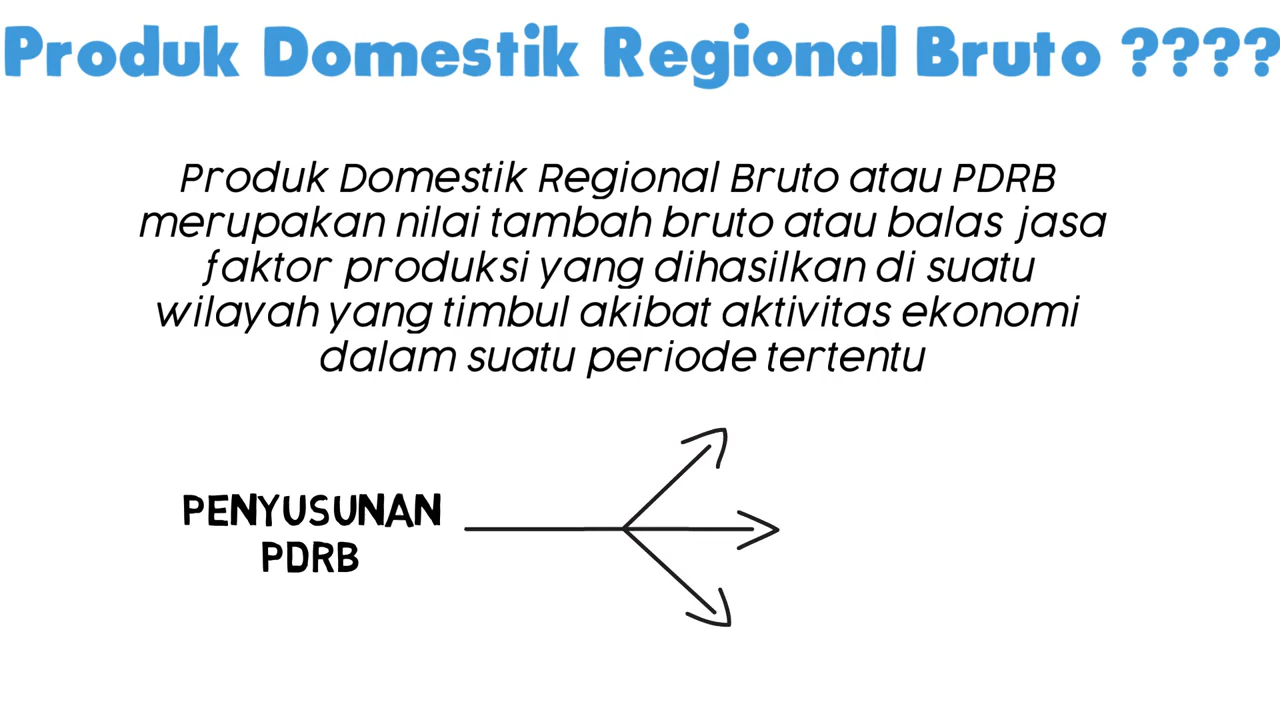 Produk Domestik Regional Bruto ????
Produk Domestik Regional Bruto atau PDRB
merupakan nilai tambah bruto atau balas jasa
faktor produksi yang dihasilkan di suatu
wilayah yang timbul akibat aktivitas ekonomi
dalam suatu periode tertentu
PENYUSUNAN
PDRB